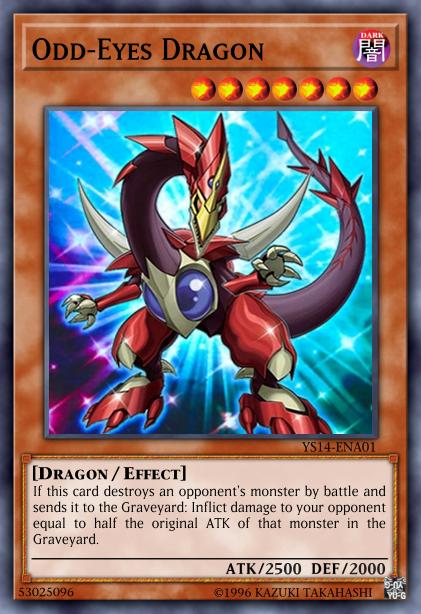 Odd-Eyes Dragon
DARK
闇
YS14-ENA01
[Dragon / Effect]
If this card destroys an opponent's monster by battle and
sends it to the Graveyard: Inflict damage to your opponent
equal to half the original ATK of that monster in the
Graveyard.
ATK/2500 DEF/2000
53025096
©1996 KAZUKI TAKAHASHI